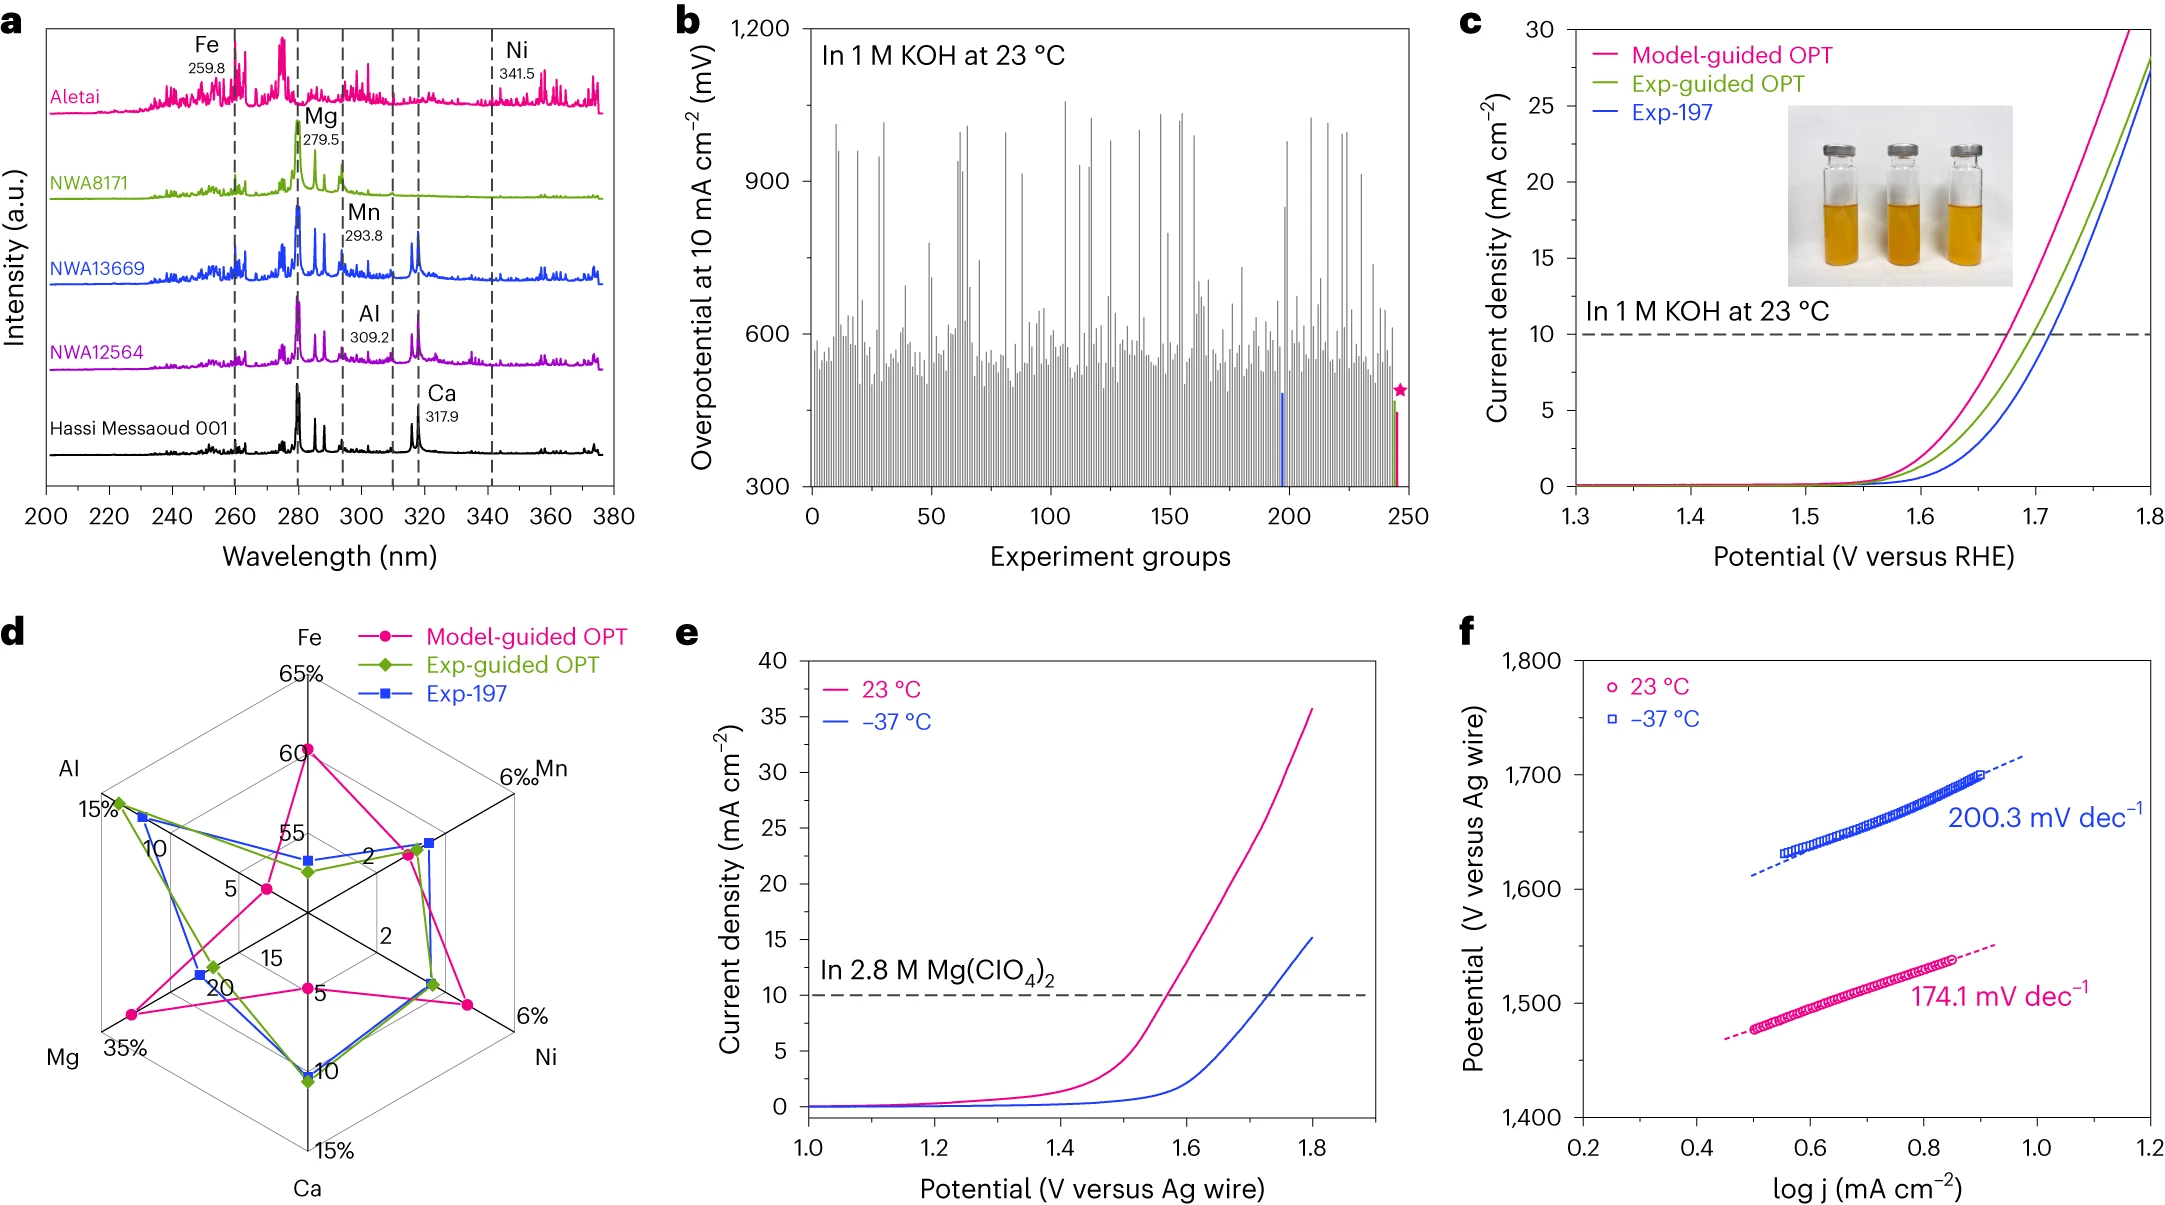 a
Fe
259.8
Ni
341.5
Aletai
Mg
279.5
NWA8171
Mn
293.8
NWA13669
Al
309.2
NWA12564
Ca
317.9
Hassi Messaoud 001
Intensity (a.u.)
200 220 240 260 280 300 320 340 360 380
Wavelength (nm)
b
1,200
900
600
300
In 1 M KOH at 23 °C
Overpotential at 10 mA cm−2 (mV)
0 50 100 150 200 250
Experiment groups
c
30
25
20
15
10
5
0
Model-guided OPT
Exp-guided OPT
Exp-197
In 1 M KOH at 23 °C
Current density (mA cm−2)
1.3 1.4 1.5 1.6 1.7 1.8
Potential (V versus RHE)
d
Model-guided OPT
Exp-guided OPT
Exp-197
Fe
65%
60
55
Mn
6%
2
Al
15%
10
5
2
6%
Ni
15
20
35%
Mg
5
10
15%
Ca
e
40
35
30
25
20
15
10
5
0
23 °C
−37 °C
In 2.8 M Mg(ClO4)2
Current density (mA cm−2)
1.0 1.2 1.4 1.6 1.8
Potential (V versus Ag wire)
f
1,800
1,700
1,600
1,500
1,400
23 °C
−37 °C
200.3 mV dec−1
174.1 mV dec−1
Poetential (V versus Ag wire)
0.2 0.4 0.6 0.8 1.0 1.2
log j (mA cm−2)